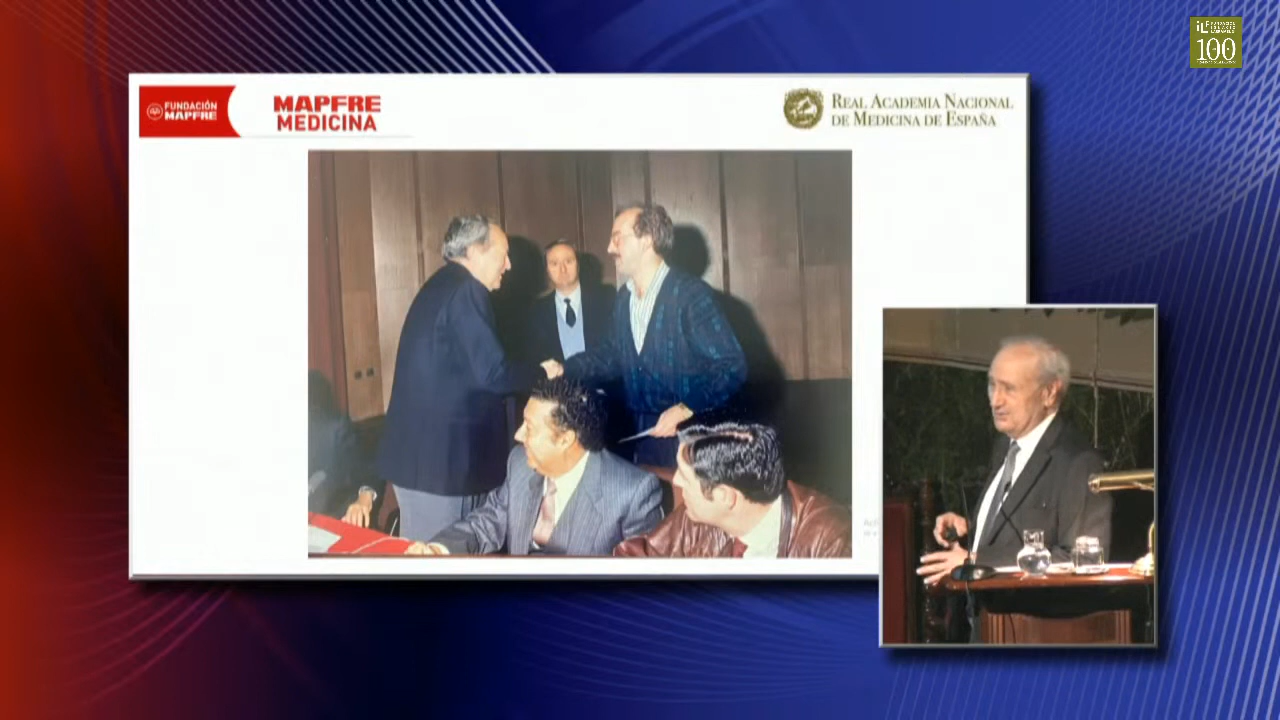 FUNDACIÓN
MAPFRE
MAPFRE
MEDICINA
REAL ACADEMIA NACIONAL
DE MEDICINA DE ESPAÑA
100